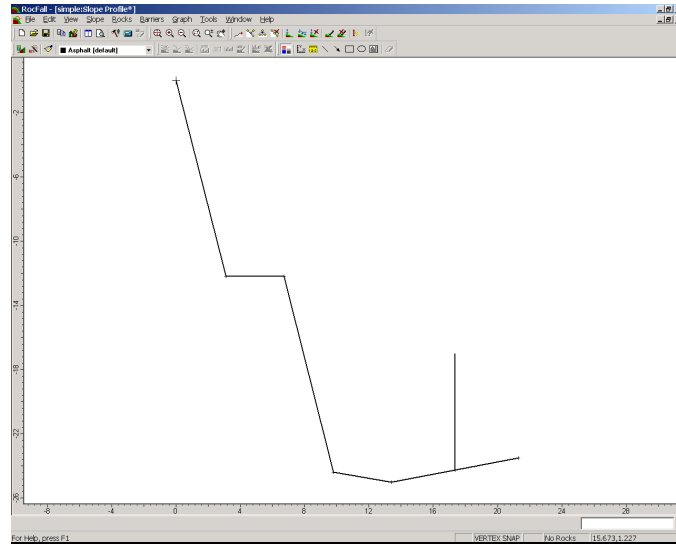 RocFall - [simple:Slope Profile*]
File Edit View Slope Rocks Barriers Graph Tools Window Help
Asphalt (default)
-2
-6
-10
-14
-18
-22
-26
-8 -4 0 4 8 12 16 20 24 28
For Help, press F1 VERTEX SNAP No Rocks 15.673,1.227